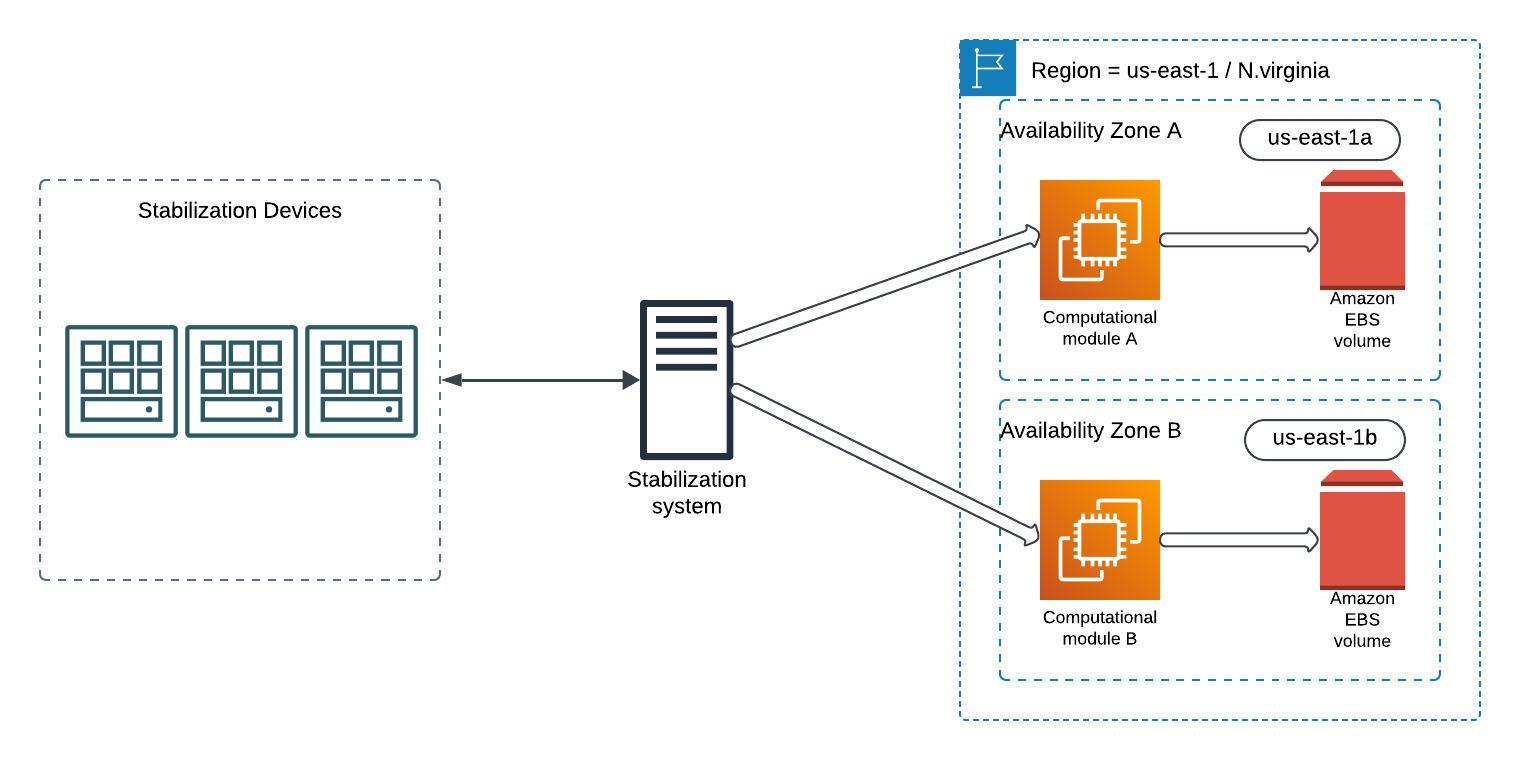 Region = us-east-1 / N.virginia
Availability Zone A
us-east-1a
Stabilization Devices
Computational
module A
Amazon
EBS
volume
Availability Zone B
us-east-1b
Stabilization
system
Computational
module B
Amazon
EBS
volume